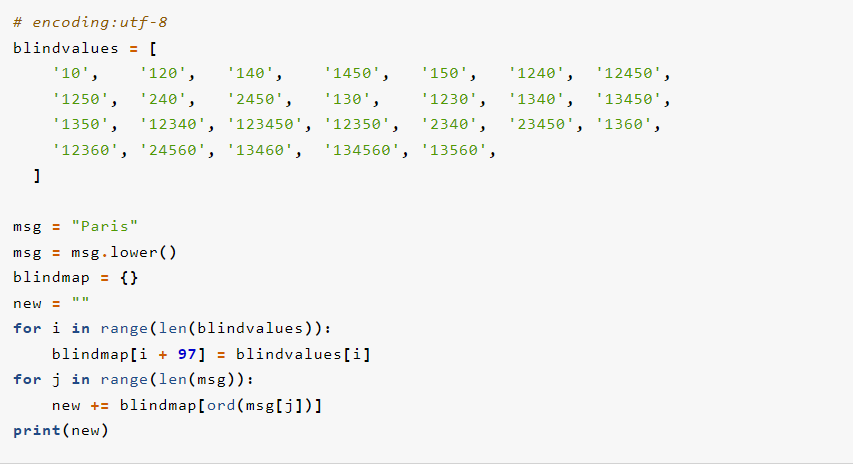 # encoding:utf-8
blindvalues = [
    '10',    '120',   '140',    '1450',   '150',   '1240',  '12450',
    '1250',  '240',   '2450',   '130',    '1230',  '1340',  '13450',
    '1350',  '12340', '123450', '12350',  '2340',  '23450', '1360',
    '12360', '24560', '13460',  '134560', '13560',
  ]
msg = "Paris"
msg = msg.lower()
blindmap = {}
new = ""
for i in range(len(blindvalues)):
    blindmap[i + 97] = blindvalues[i]
for j in range(len(msg)):
    new += blindmap[ord(msg[j])]
print(new)